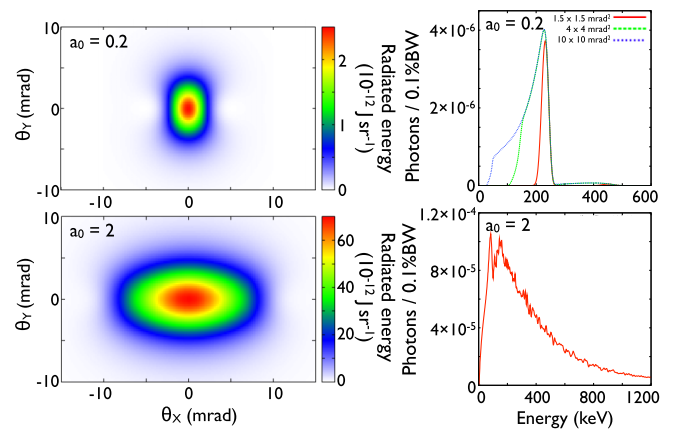 10
0
-10
θY (mrad)
a₀ = 0.2
-10
0
10
2
1
0
Radiated energy
(10⁻¹² J sr⁻¹)
4×10⁻⁶
2×10⁻⁶
0
Photons / 0.1%BW
a₀ = 0.2
1.5 x 1.5 mrad²
4 x 4 mrad²
10 x 10 mrad²
0
200
400
600
10
0
-10
θY (mrad)
a₀ = 2
-10
0
10
θX (mrad)
60
40
20
0
Radiated energy
(10⁻¹² J sr⁻¹)
1.2×10⁻⁴
8×10⁻⁵
4×10⁻⁵
0
Photons / 0.1%BW
a₀ = 2
0
400
800
1200
Energy (keV)